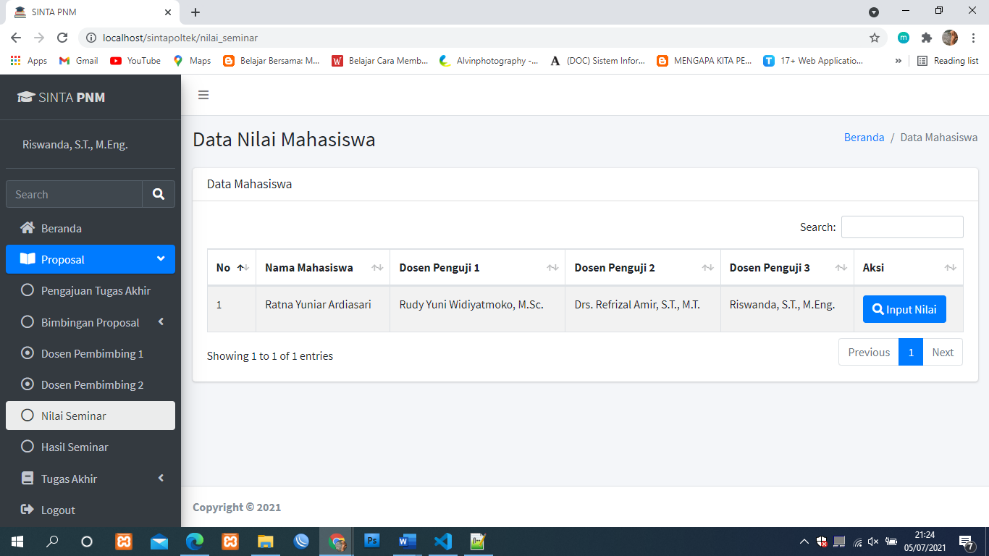 SINTA PNM
localhost/sintapoltek/nilai_seminar
Apps Gmail YouTube Maps Belajar Bersama: M... Belajar Cara Memb... Alvinphotography -... (DOC) Sistem Infor... MENGAPA KITA PE... 17+ Web Applicatio... » Reading list
SINTA PNM
Riswanda, S.T., M.Eng.
Search
Beranda
Proposal
Pengajuan Tugas Akhir
Bimbingan Proposal
Dosen Pembimbing 1
Dosen Pembimbing 2
Nilai Seminar
Hasil Seminar
Tugas Akhir
Logout
Data Nilai Mahasiswa
Beranda / Data Mahasiswa
Data Mahasiswa
Search:
No Nama Mahasiswa Dosen Penguji 1 Dosen Penguji 2 Dosen Penguji 3 Aksi
1 Ratna Yuniar Ardiasari Rudy Yuni Widiyatmoko, M.Sc. Drs. Refrizal Amir, S.T., M.T. Riswanda, S.T., M.Eng. Input Nilai
Showing 1 to 1 of 1 entries
Previous 1 Next
Copyright © 2021
21:24
05/07/2021
7